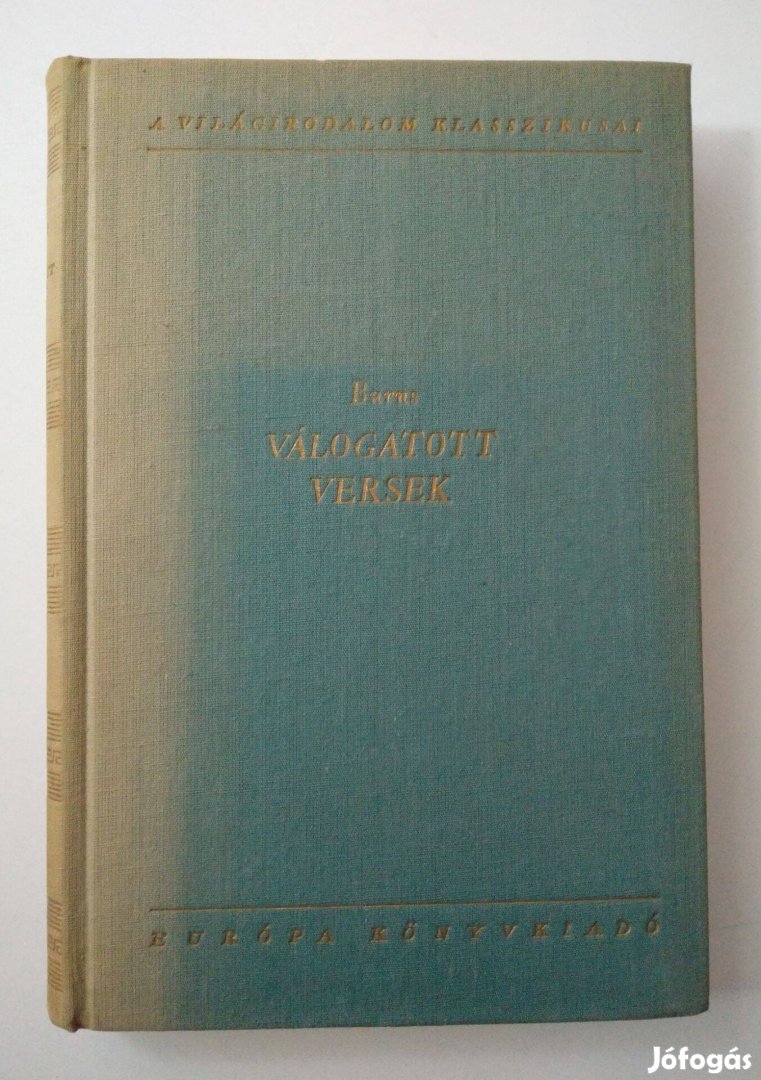 A VILÁGIRODALOM KLASSZIKUSAI
Burns
VÁLOGATOTT
VERSEK
EURÓPA KÖNYVKIADÓ
Jófogás